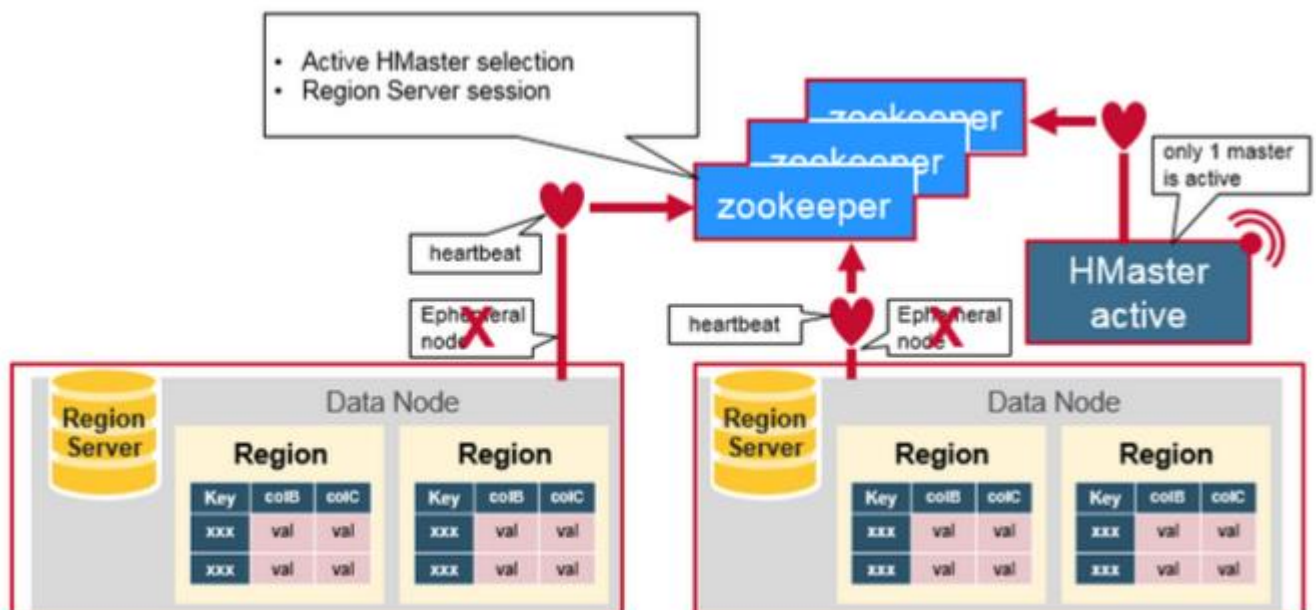 • Active HMaster selection
• Region Server session
zookeeper
zookeeper
zookeeper
only 1 master
is active
heartbeat
HMaster
active
Ephemeral
node
X
heartbeat
Ephemeral
node
X
Region
Server
Data Node
Region
Key colB colC
xxx val val
xxx val val
Region
Key colB colC
xxx val val
xxx val val
Region
Server
Data Node
Region
Key colB colC
xxx val val
xxx val val
Region
Key colB colC
xxx val val
xxx val val